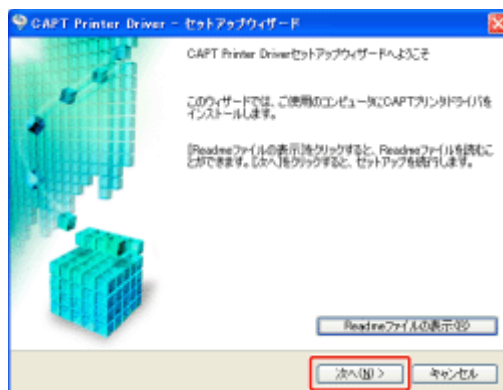 CAPT Printer Driver - セットアップウィザード
CAPT Printer Driverセットアップウィザードへようこそ
このウィザードでは、ご使用のコンピュータにCAPTプリンタドライバを
インストールします。
[Readmeファイルの表示]をクリックすると、Readmeファイルを読むこ
とができます。[次へ]をクリックすると、セットアップを続行します。
Readmeファイルの表示(R)
次へ(N) >
キャンセル